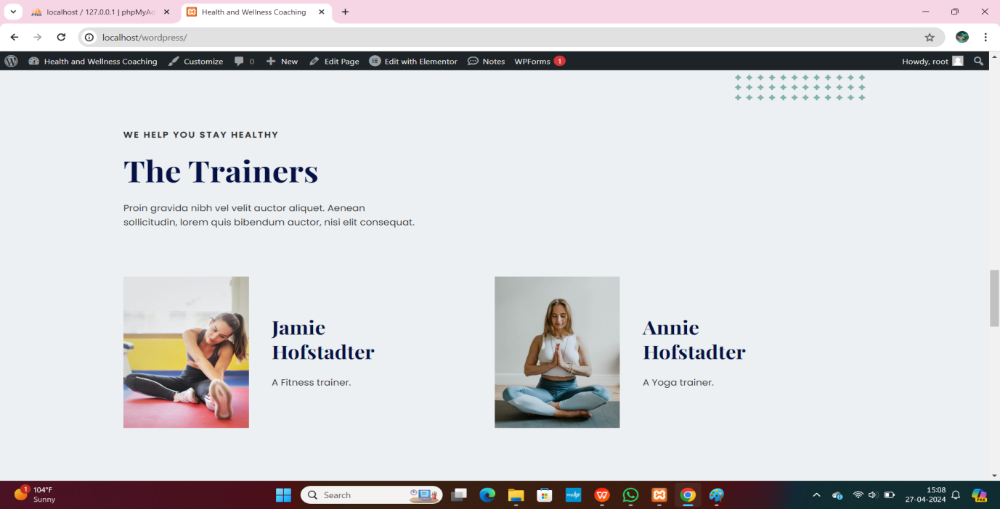 localhost / 127.0.0.1 | phpMyAd
Health and Wellness Coaching
localhost/wordpress/
Health and Wellness Coaching Customize 0 New Edit Page Edit with Elementor Notes WPForms 1 Howdy, root
WE HELP YOU STAY HEALTHY
The Trainers
Proin gravida nibh vel velit auctor aliquet. Aenean
sollicitudin, lorem quis bibendum auctor, nisi elit consequat.
Jamie
Hofstadter
A Fitness trainer.
Annie
Hofstadter
A Yoga trainer.
1
104°F
Sunny
Search
myhp
15:08
27-04-2024
PRE